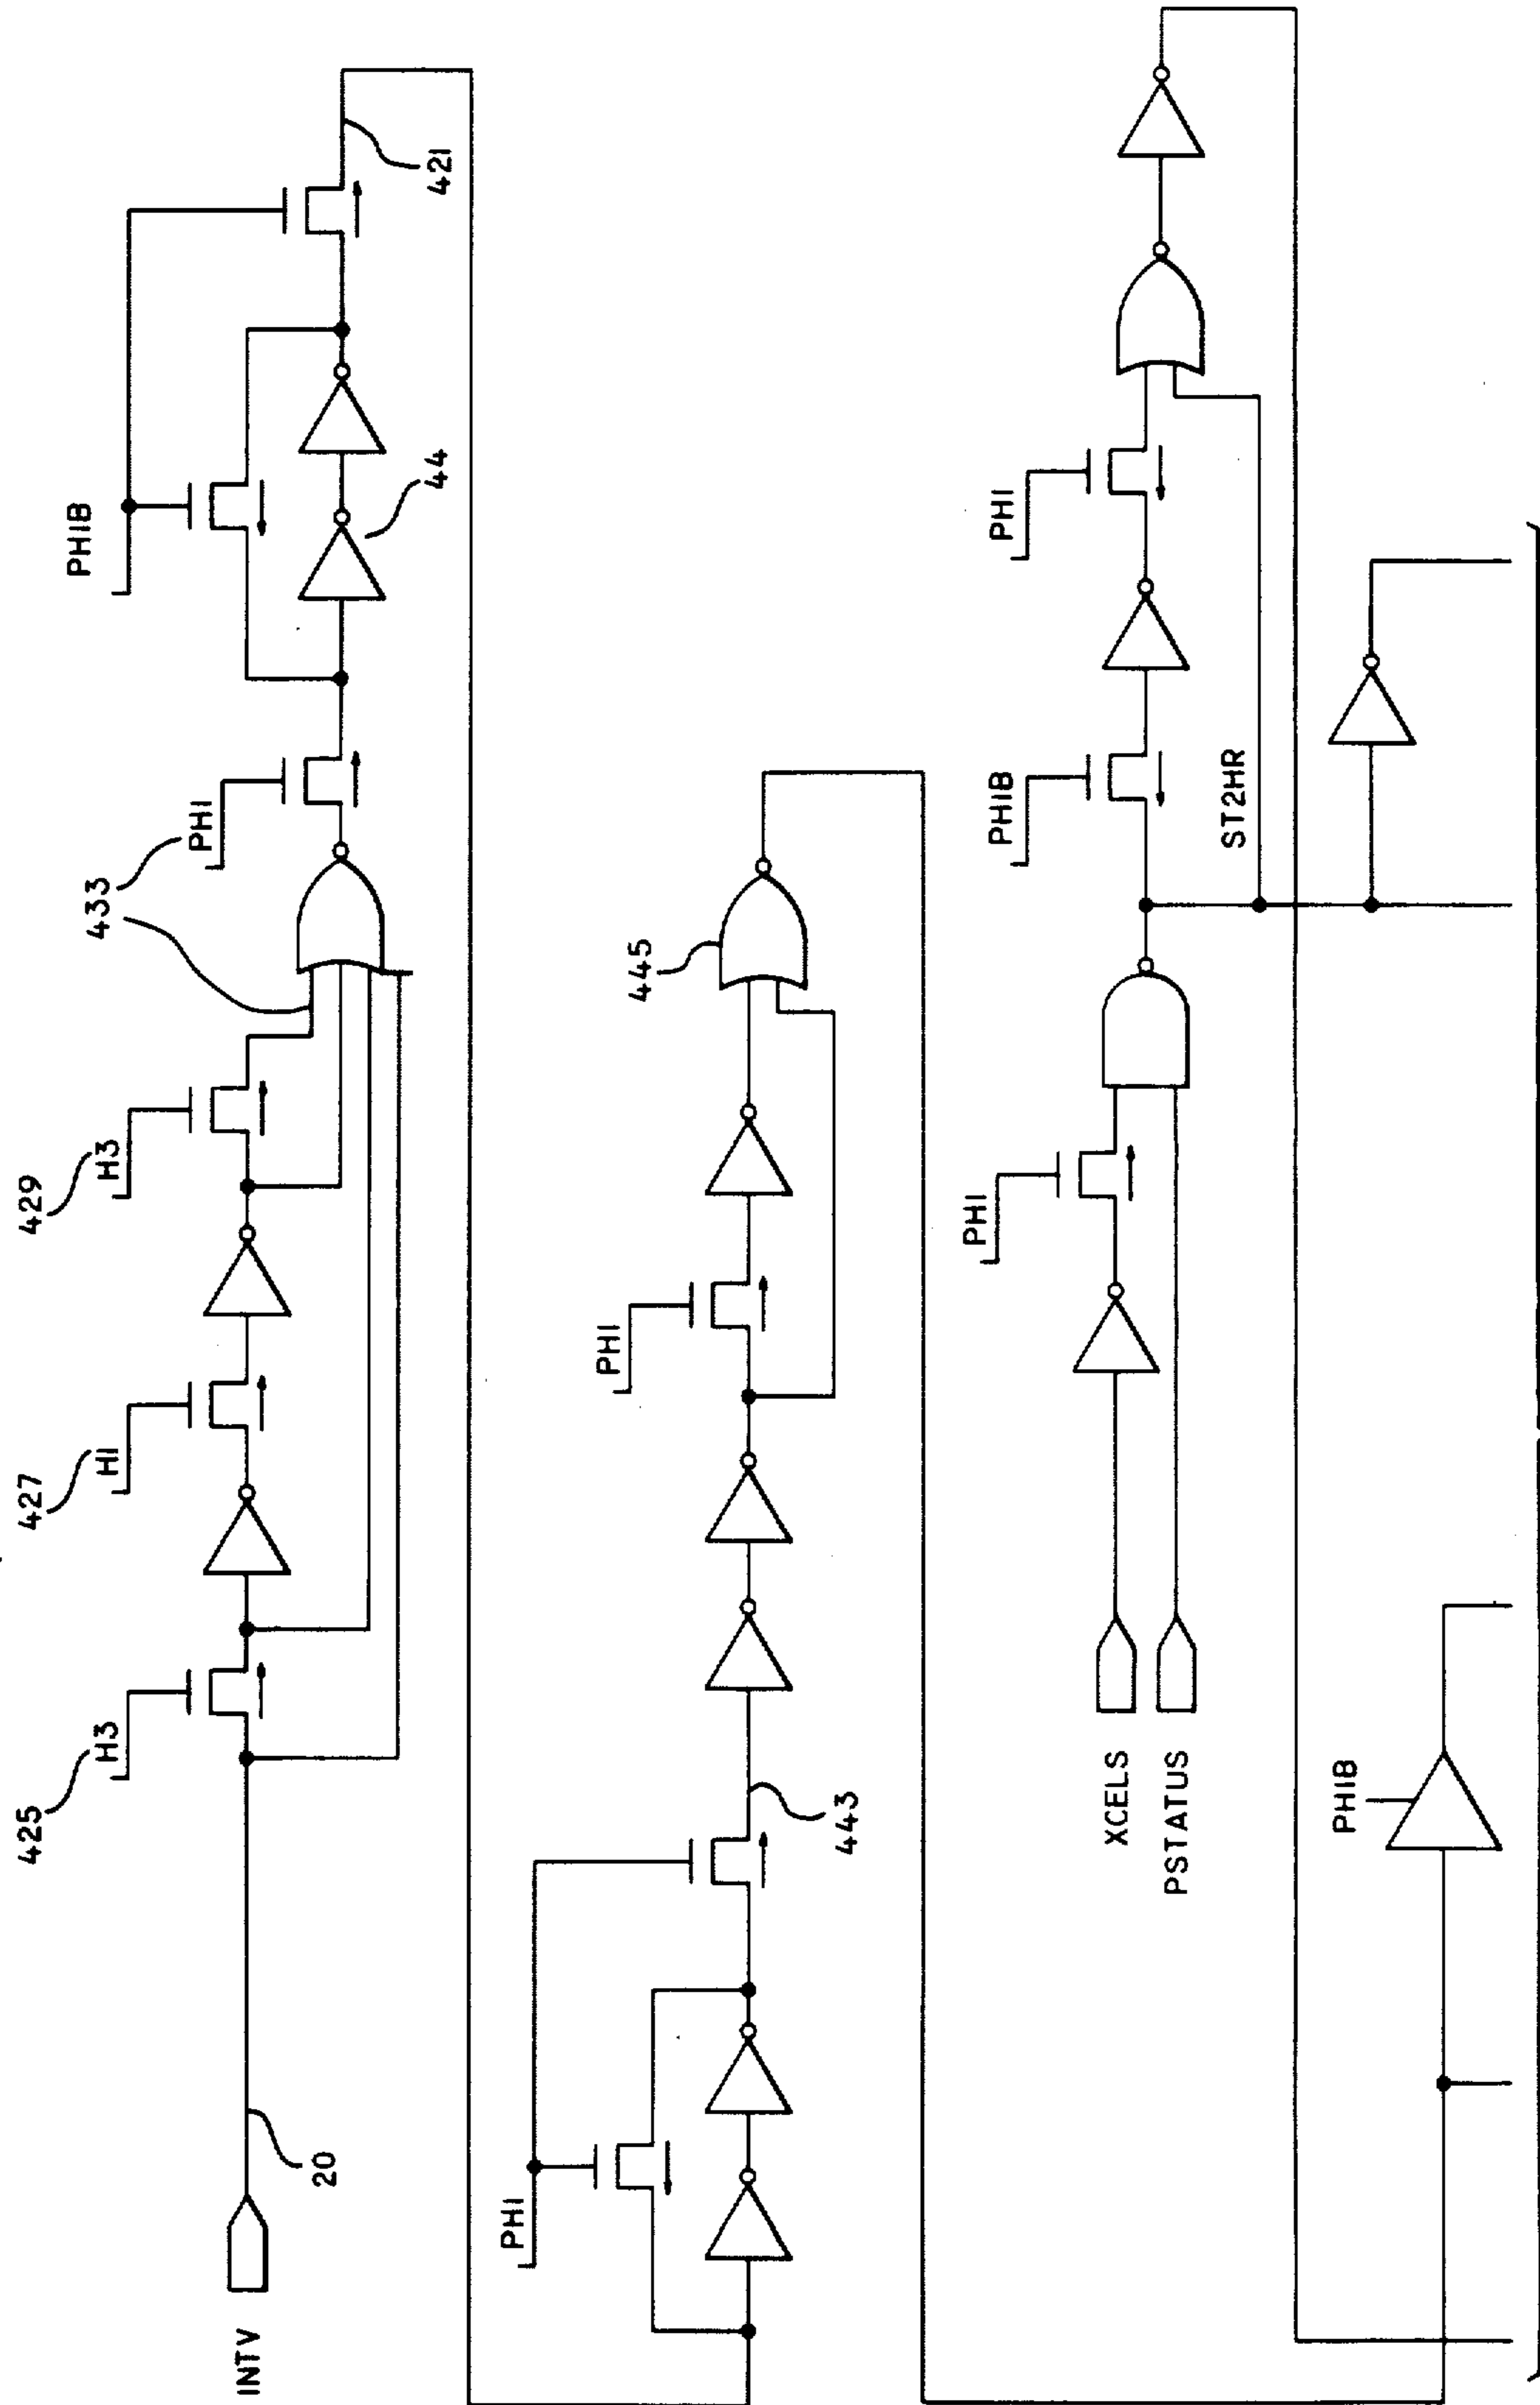 INTV
20
425
H3
427
H1
429
H3
433
PHI
PHIB
44
421
PHI
443
PHI
445
XCELS
PSTATUS
PHI
PHIB
ST2HR
PHI
PHIB